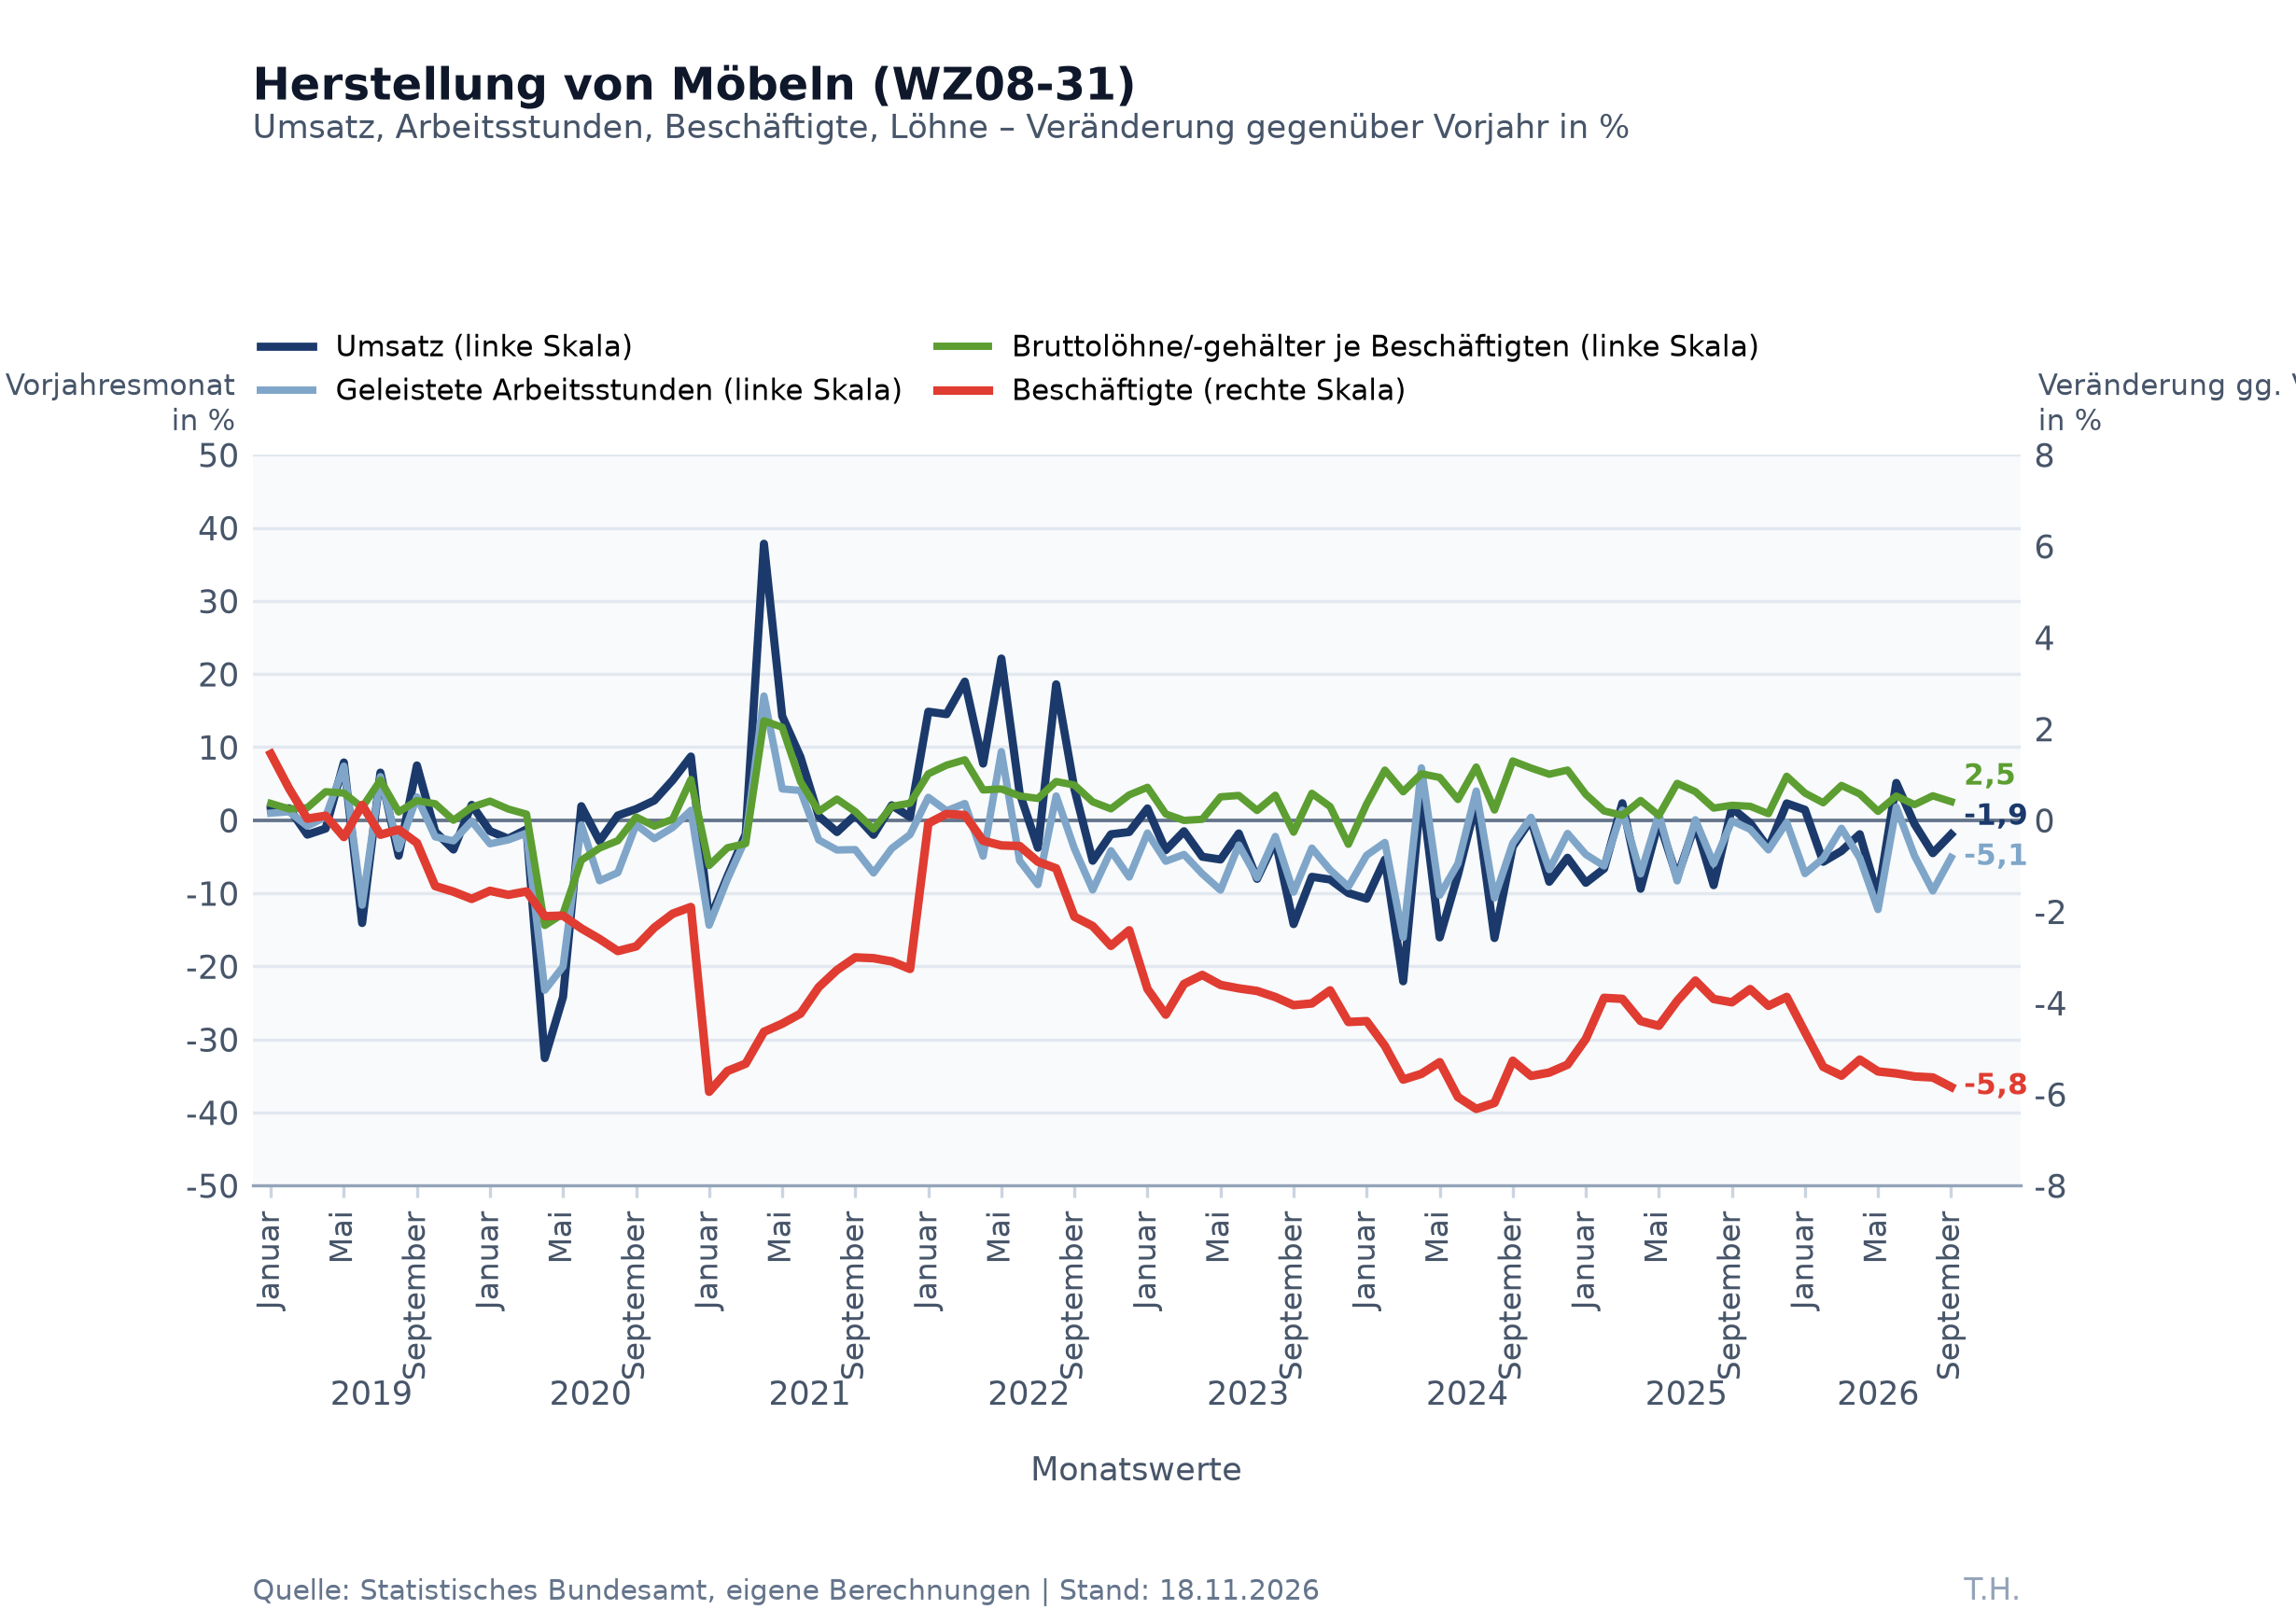 Herstellung von Möbeln (WZ08-31)
Umsatz, Arbeitsstunden, Beschäftigte, Löhne – Veränderung gegenüber Vorjahr in %
Umsatz (linke Skala)
Bruttolöhne/-gehälter je Beschäftigten (linke Skala)
Geleistete Arbeitsstunden (linke Skala)
Beschäftigte (rechte Skala)
Vorjahresmonat
in %
Veränderung gg.
in %
50
40
30
20
10
0
-10
-20
-30
-40
-50
8
6
4
2
0
-2
-4
-6
-8
2,5
-1,9
-5,1
-5,8
Januar
Mai
September
Januar
Mai
September
Januar
Mai
September
Januar
Mai
September
Januar
Mai
September
Januar
Mai
September
Januar
Mai
September
Januar
Mai
September
2019
2020
2021
2022
2023
2024
2025
2026
Monatswerte
Quelle: Statistisches Bundesamt, eigene Berechnungen | Stand: 18.11.2026
T.H.